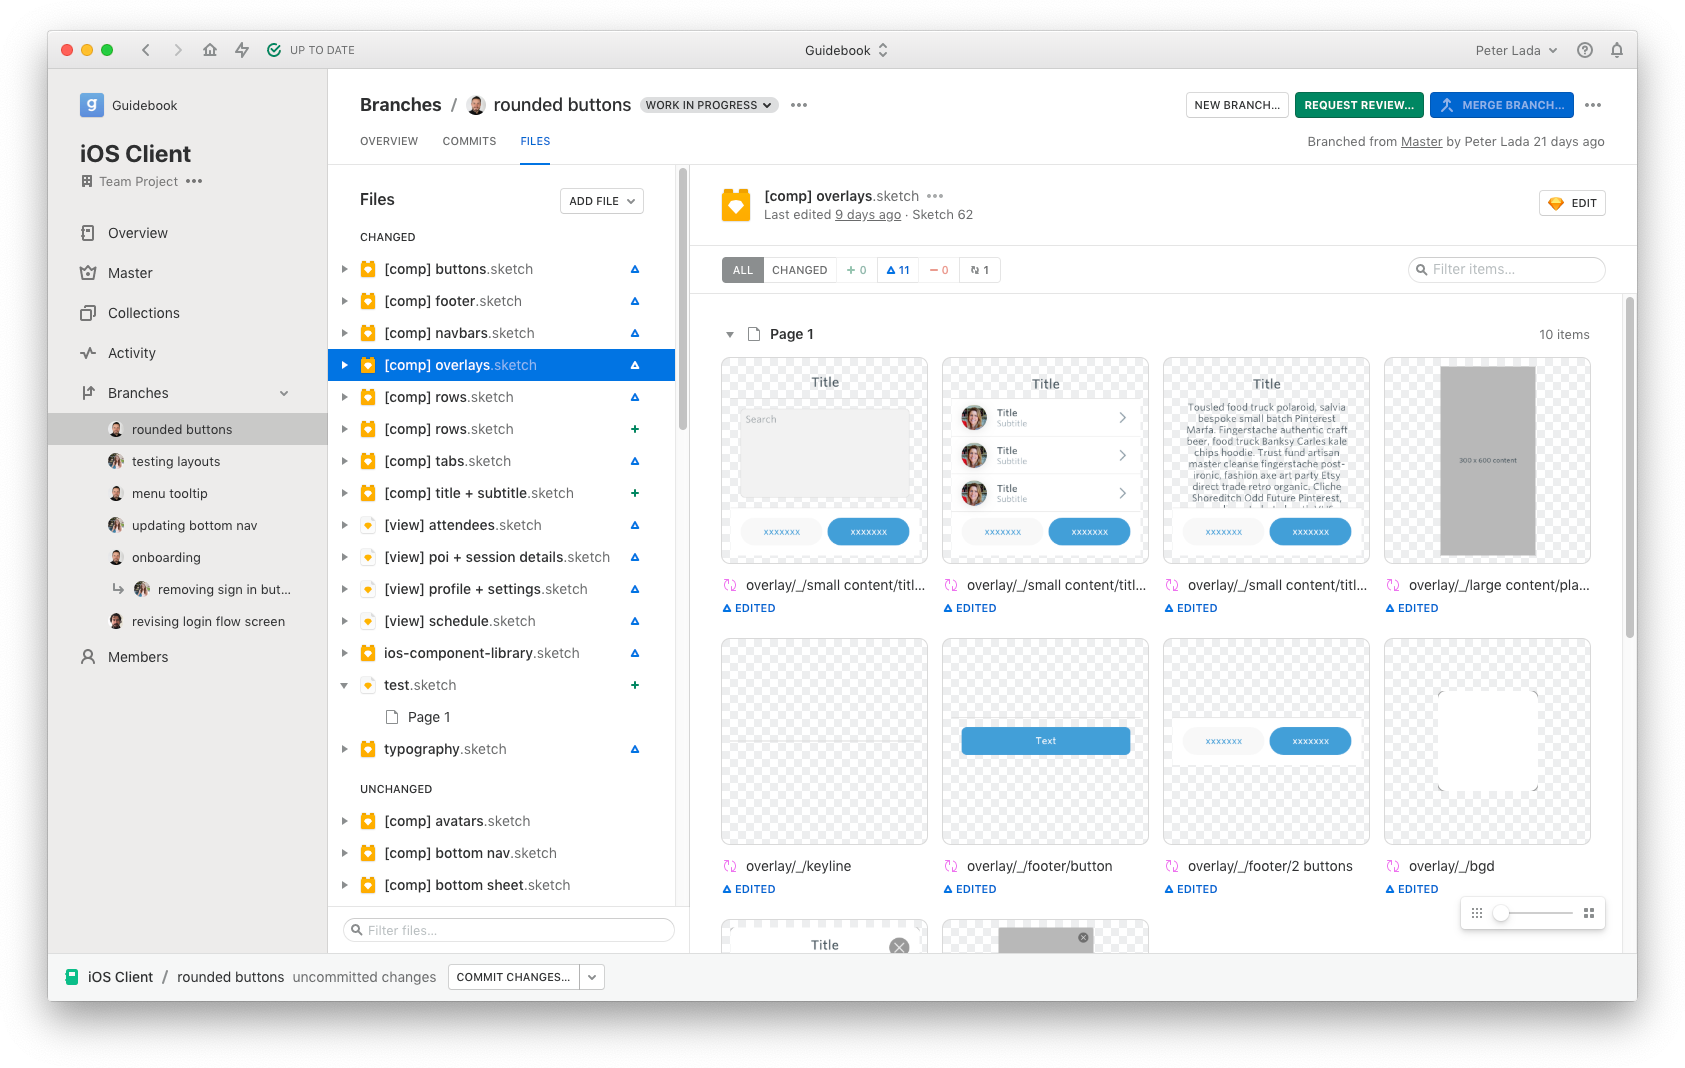 UP TO DATE
Guidebook
Peter Lada
g Guidebook
iOS Client
Team Project
Overview
Master
Collections
Activity
Branches
rounded buttons
testing layouts
menu tooltip
updating bottom nav
onboarding
removing sign in but...
revising login flow screen
Members
Branches / rounded buttons WORK IN PROGRESS
NEW BRANCH... REQUEST REVIEW... MERGE BRANCH...
OVERVIEW COMMITS FILES
Branched from Master by Peter Lada 21 days ago
Files
ADD FILE
CHANGED
[comp] buttons.sketch
[comp] footer.sketch
[comp] navbars.sketch
[comp] overlays.sketch
[comp] rows.sketch
[comp] rows.sketch
[comp] tabs.sketch
[comp] title + subtitle.sketch
[view] attendees.sketch
[view] poi + session details.sketch
[view] profile + settings.sketch
[view] schedule.sketch
ios-component-library.sketch
test.sketch
Page 1
typography.sketch
UNCHANGED
[comp] avatars.sketch
[comp] bottom nav.sketch
[comp] bottom sheet.sketch
Filter files...
[comp] overlays.sketch
Last edited 9 days ago · Sketch 62
EDIT
ALL CHANGED + 0 11 − 0 1
Filter items...
Page 1
10 items
Title
Search
xxxxxxx xxxxxxx
overlay/_/small content/titl...
EDITED
Title
Title
Subtitle
Title
Subtitle
Title
Subtitle
xxxxxxx xxxxxxx
overlay/_/small content/titl...
EDITED
Title
Tousled food truck polaroid, salvia
bespoke small batch Pinterest
Marfa. Fingerstache authentic craft
beer, food truck Banksy Carles kale
chips hoodie. Trust fund artisan
master cleanse fingerstache post-
ironic, fashion axe art party Etsy
direct trade retro organic. Cliche
Shoreditch Odd Future Pinterest,
xxxxxxx xxxxxxx
overlay/_/small content/titl...
EDITED
300 x 600 content
overlay/_/large content/pla...
EDITED
overlay/_/keyline
EDITED
Text
overlay/_/footer/button
EDITED
xxxxxxx xxxxxxx
overlay/_/footer/2 buttons
EDITED
overlay/_/bgd
EDITED
Title
iOS Client / rounded buttons uncommitted changes COMMIT CHANGES...